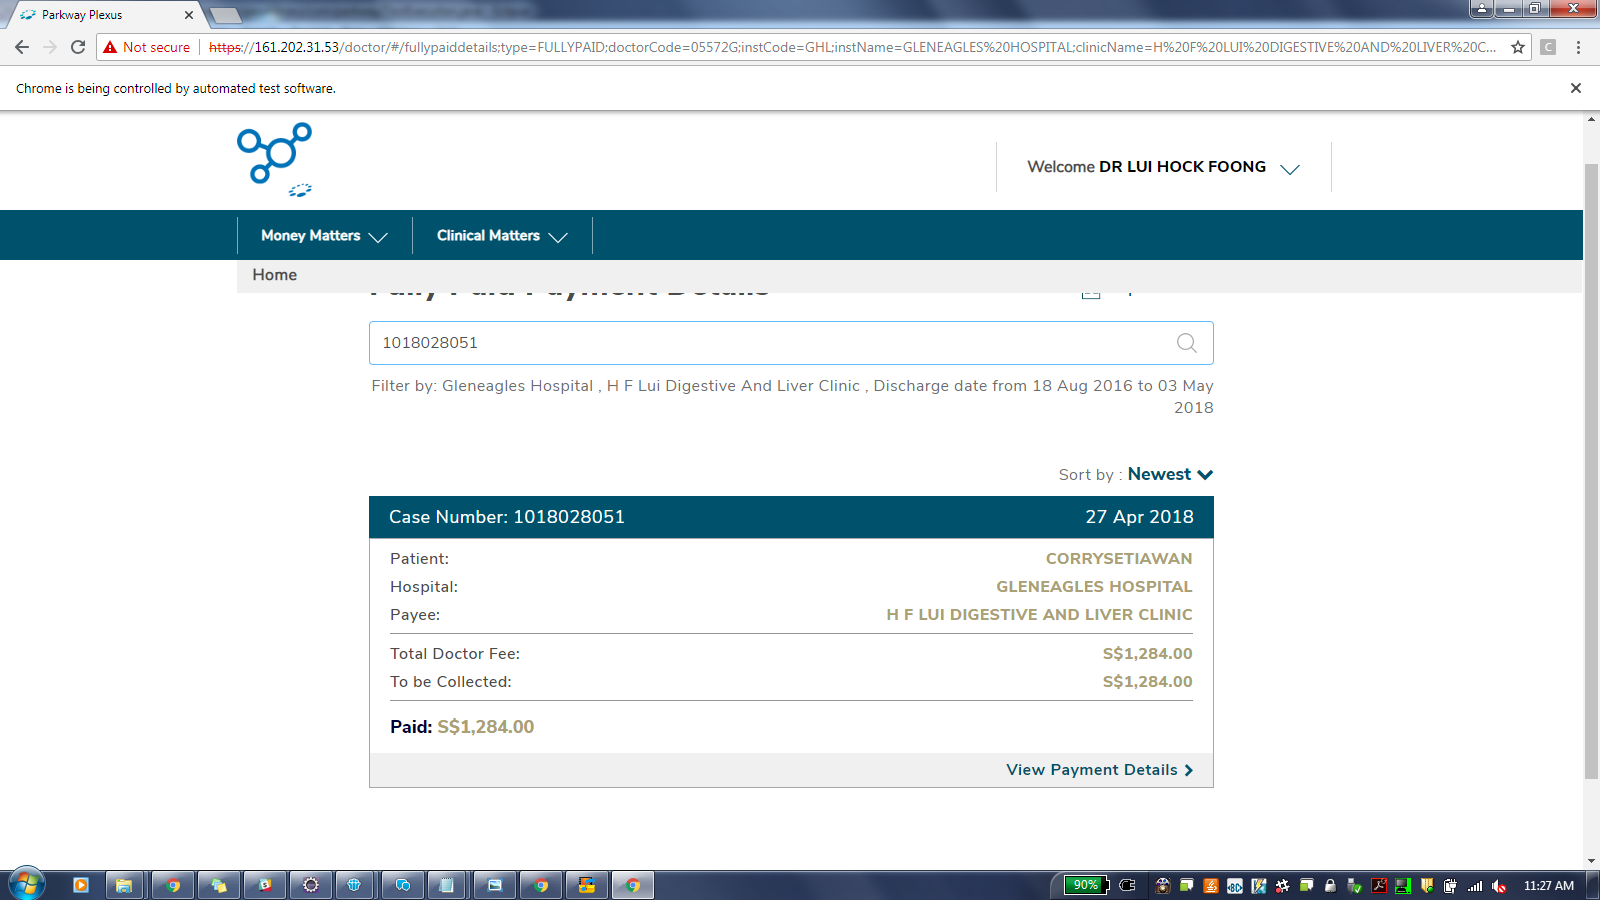 Parkway Plexus
Not secure
https://161.202.31.53/doctor/#/fullypaiddetails;type=FULLYPAID;doctorCode=05572G;instCode=GHL;instName=GLENEAGLES%20HOSPITAL;clinicName=H%20F%20LUI%20DIGESTIVE%20AND%20LIVER%20C...
C
Chrome is being controlled by automated test software.
Welcome DR LUI HOCK FOONG
Money Matters
Clinical Matters
Home
Fully Paid Payment Details
1018028051
Filter by: Gleneagles Hospital , H F Lui Digestive And Liver Clinic , Discharge date from 18 Aug 2016 to 03 May
2018
Sort by : Newest
Case Number: 1018028051
27 Apr 2018
Patient:
CORRYSETIAWAN
Hospital:
GLENEAGLES HOSPITAL
Payee:
H F LUI DIGESTIVE AND LIVER CLINIC
Total Doctor Fee:
S$1,284.00
To be Collected:
S$1,284.00
Paid: S$1,284.00
View Payment Details
90%
11:27 AM